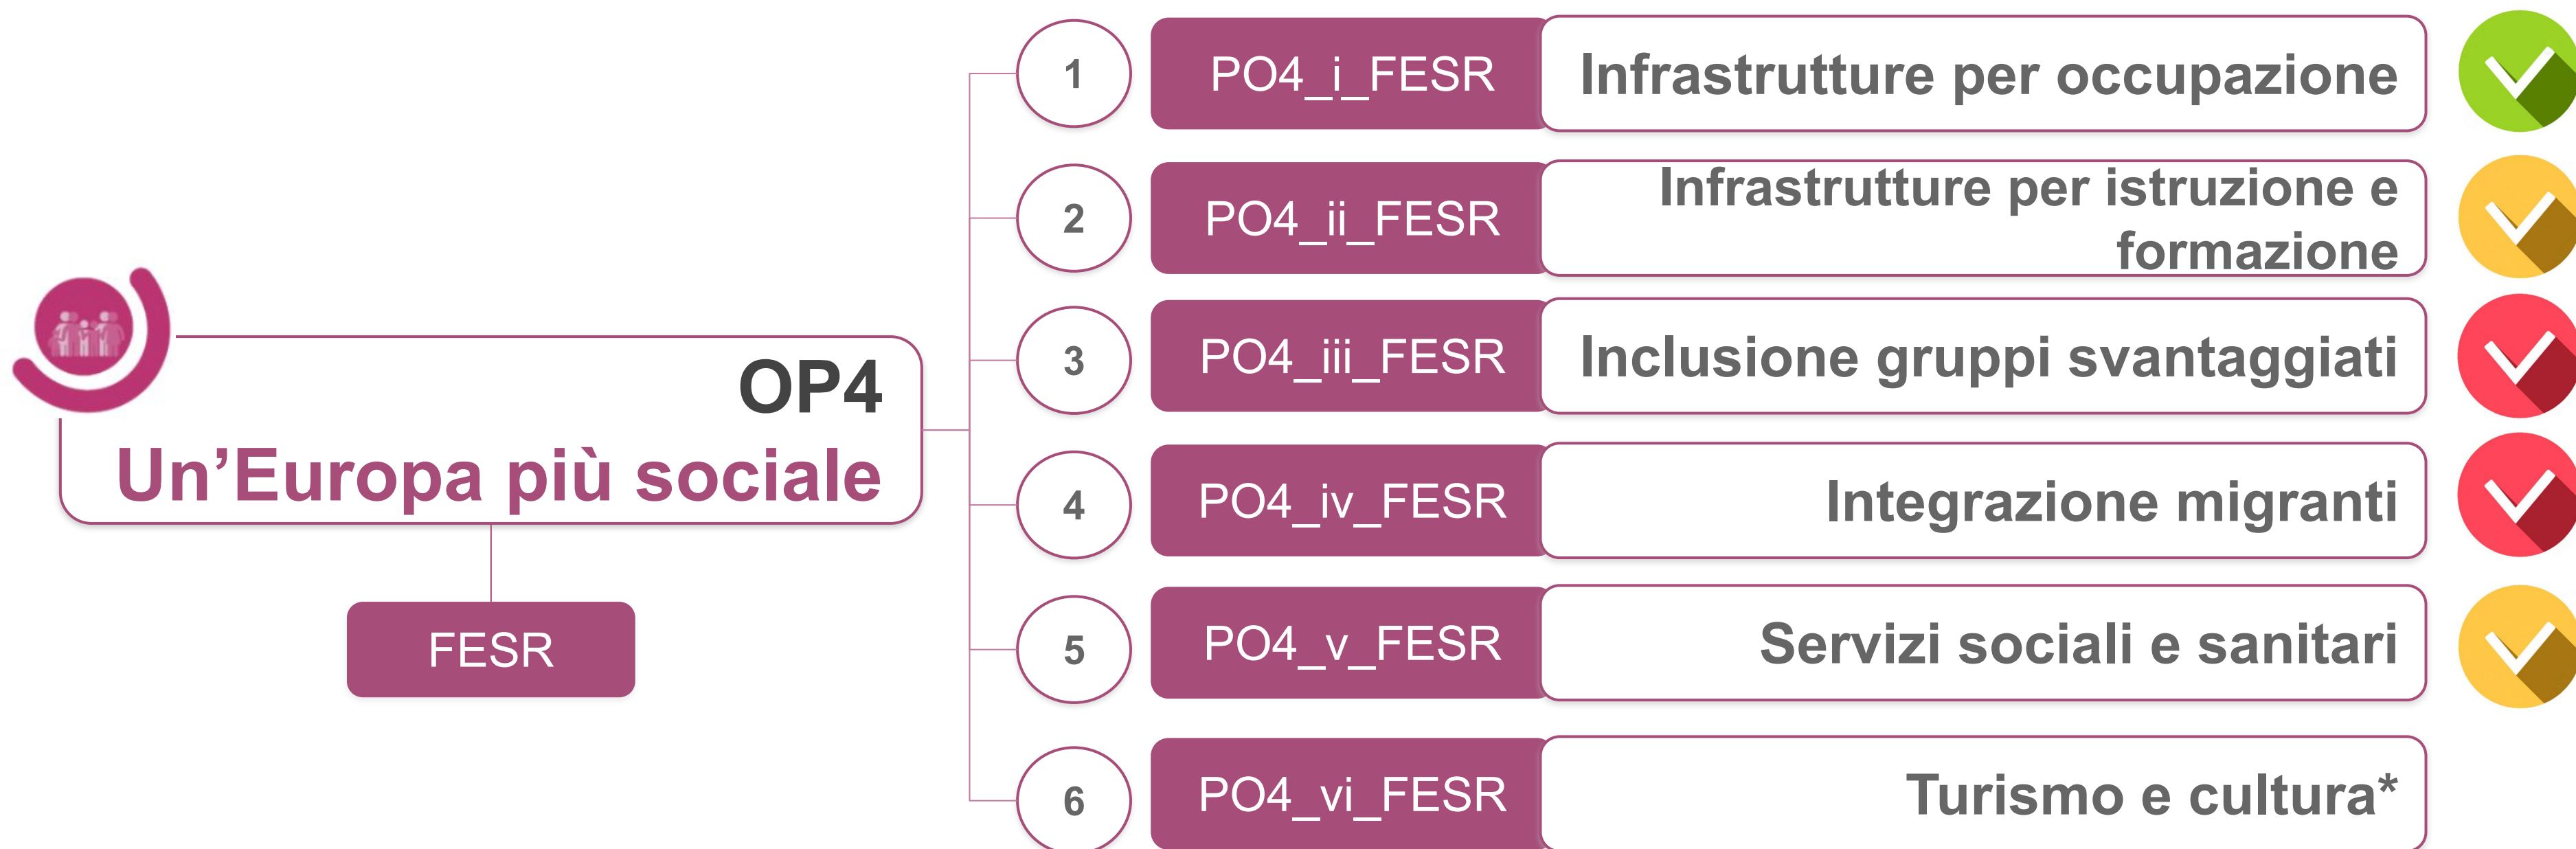 OP4
Un’Europa più sociale
FESR
1
PO4_i_FESR
Infrastrutture per occupazione
2
PO4_ii_FESR
Infrastrutture per istruzione e
formazione
3
PO4_iii_FESR
Inclusione gruppi svantaggiati
4
PO4_iv_FESR
Integrazione migranti
5
PO4_v_FESR
Servizi sociali e sanitari
6
PO4_vi_FESR
Turismo e cultura*